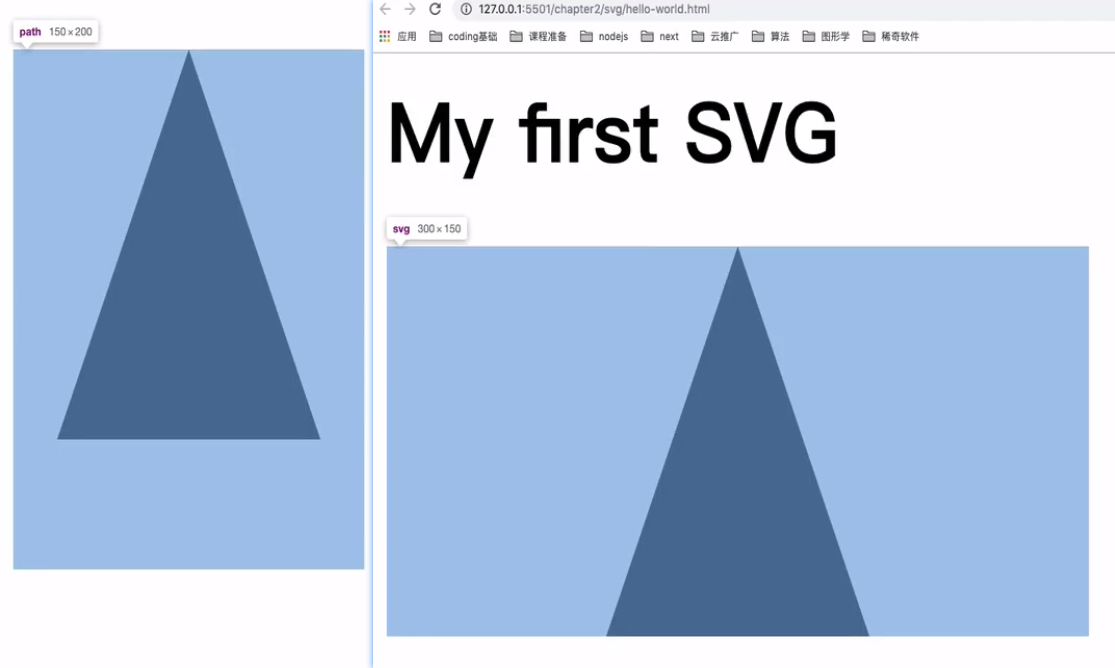 path 150 × 200
127.0.0.1:5501/chapter2/svg/hello-world.html
应用 coding基础 课程准备 nodejs next 云推广 算法 图形学 稀奇软件
My first SVG
svg 300 × 150